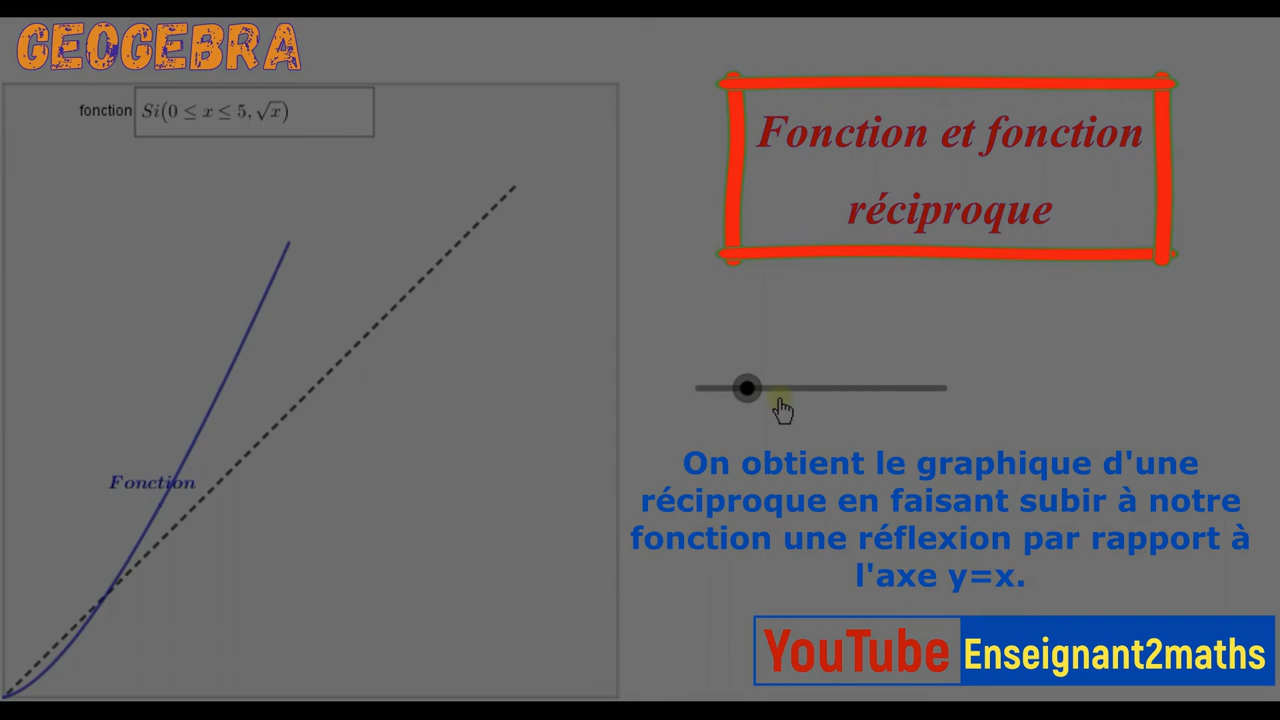 GEOGEBRA
fonction Si(0 ≤ x ≤ 5, √x)
Fonction et fonction
réciproque
Fonction
On obtient le graphique d'une
réciproque en faisant subir à notre
fonction une réflexion par rapport à
l'axe y=x.
YouTube Enseignant2maths